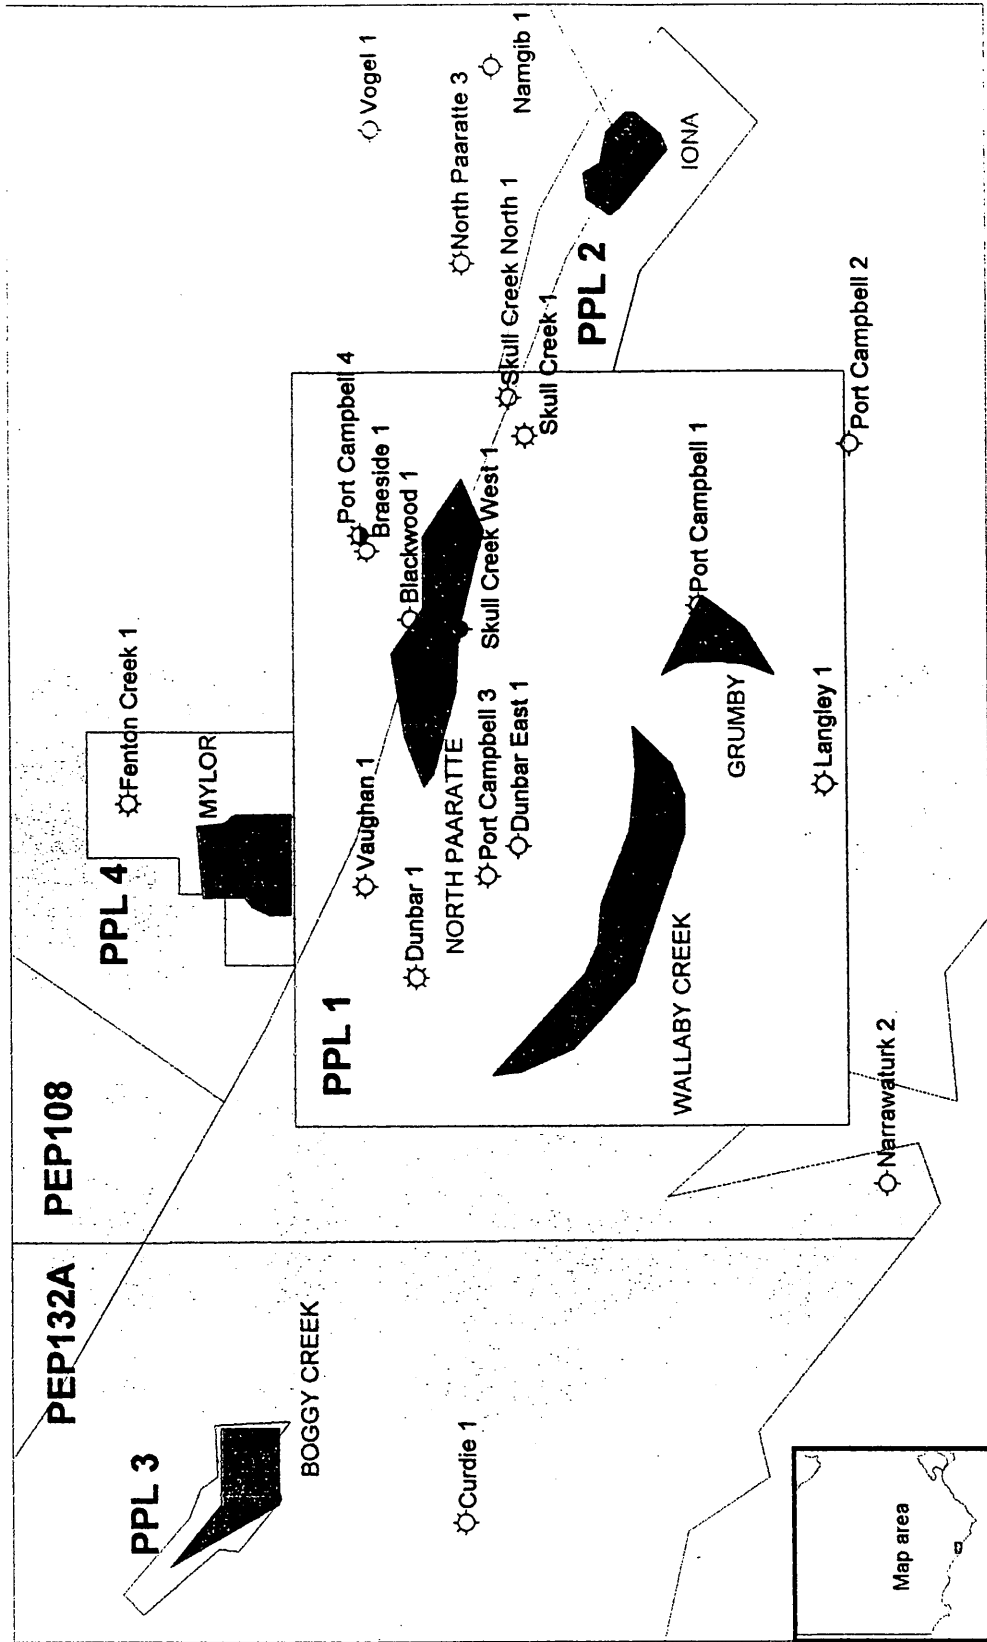 PEP132A
PEP108
PPL 3
BOGGY CREEK
Curdie 1
Map area
PPL 4
MYLOR
Fenton Creek 1
PPL 1
Vaughan 1
Dunbar 1
NORTH PAARATTE
Port Campbell 3
Dunbar East 1
Port Campbell 4
Braeside 1
Blackwood 1
Skull Creek West 1
WALLABY CREEK
GRUMBY
Port Campbell 1
Langley 1
Narrawaturk 2
Port Campbell 2
Vogel 1
North Paaratte 3
Namgib 1
Skull Creek North 1
Skull Creek 1
PPL 2
IONA